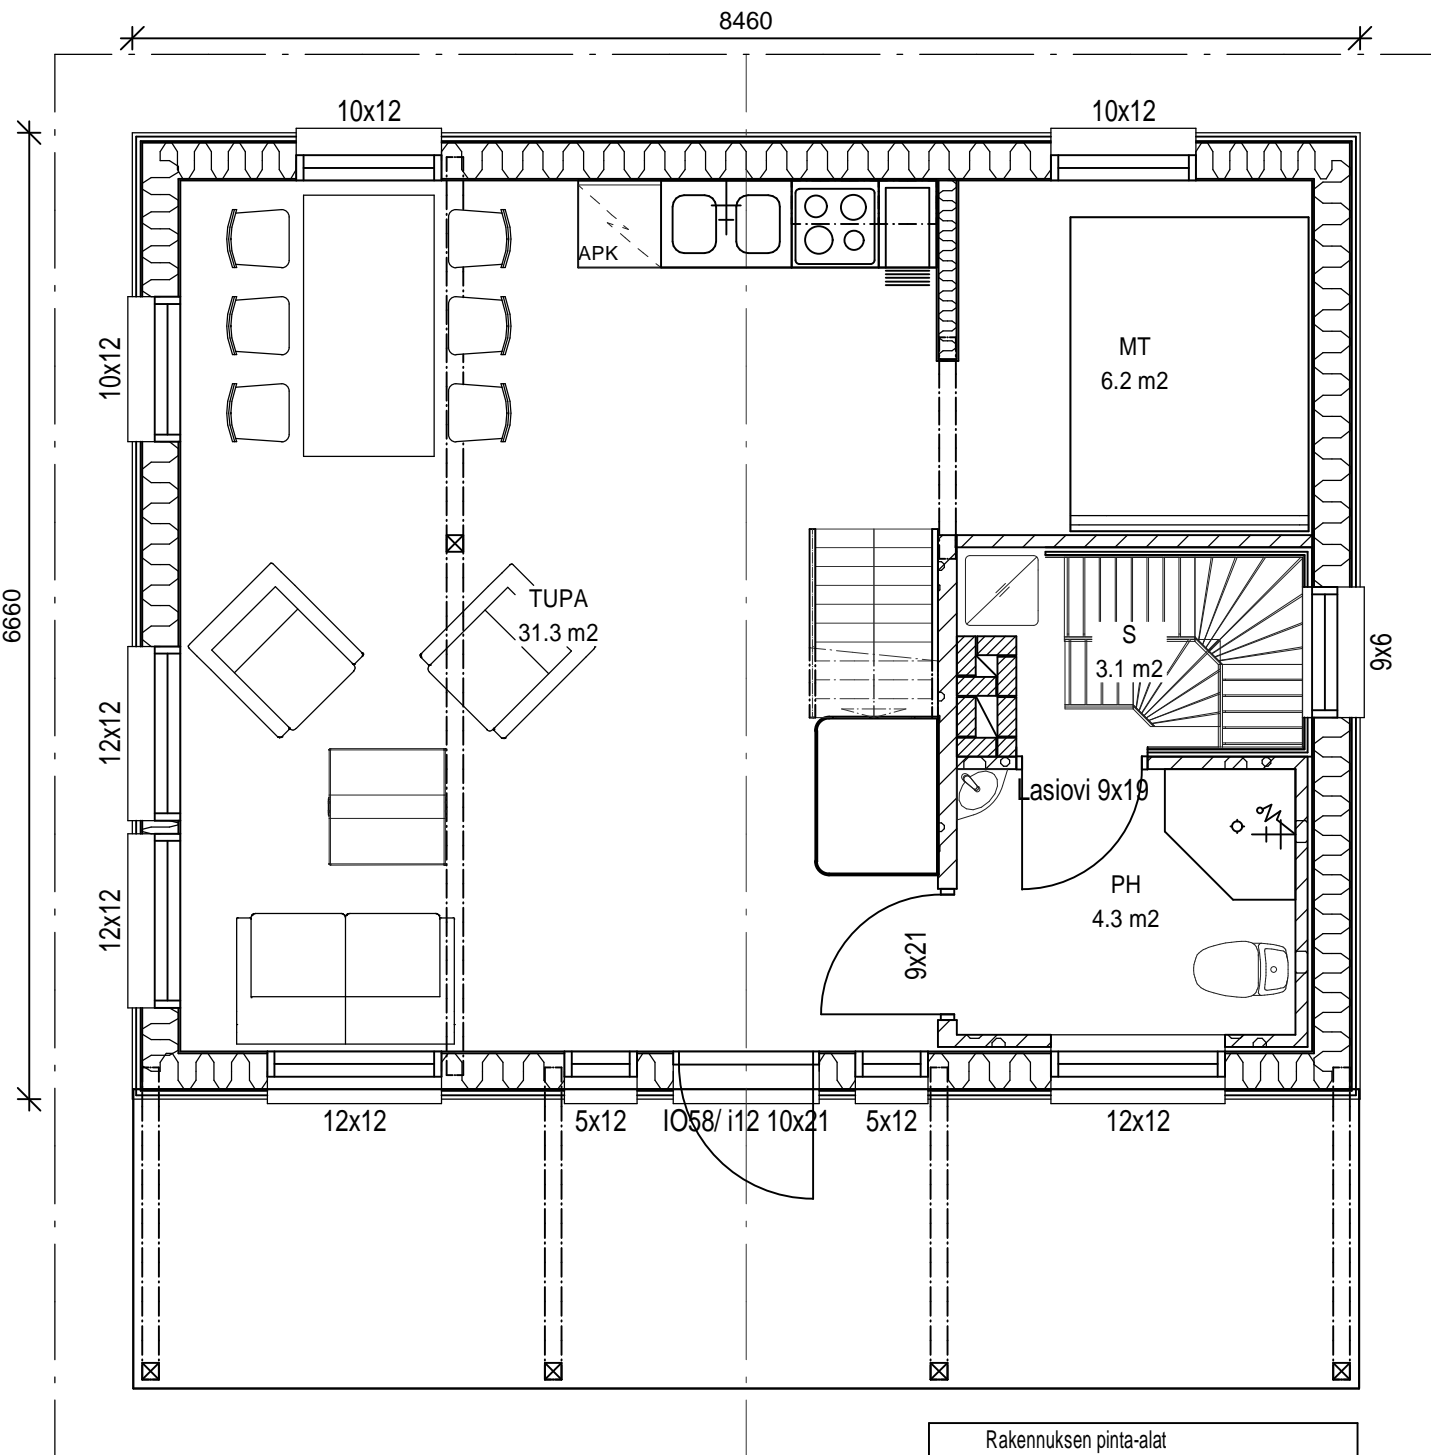 8460
10x12
10x12
6660
APK
10x12
MT
6.2 m2
TUPA
31.3 m2
S
3.1 m2
9x6
12x12
Lasiovi 9x19
PH
4.3 m2
12x12
9x21
12x12
5x12
IO58/ i12 10x21
5x12
12x12
Rakennuksen pinta-alat